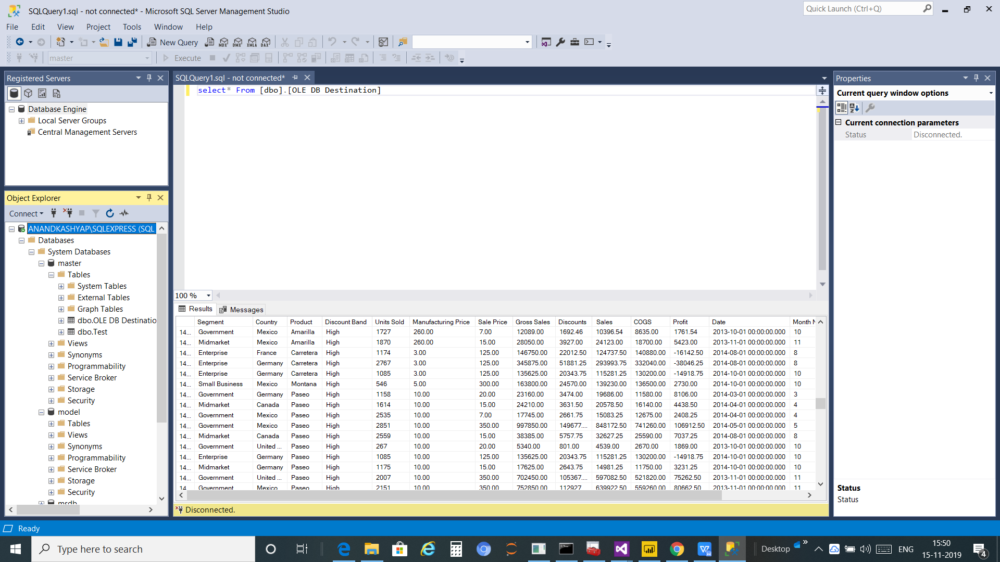 SQLQuery1.sql - not connected* - Microsoft SQL Server Management Studio
Quick Launch (Ctrl+Q)
File Edit View Project Tools Window Help
New Query MDX DMX XMLA DAX
master Execute
Registered Servers
Database Engine
Local Server Groups
Central Management Servers
Object Explorer
Connect
ANANDKASHYAP\SQLEXPRESS (SQL
Databases
System Databases
master
Tables
System Tables
External Tables
Graph Tables
dbo.OLE DB Destinatio
dbo.Test
Views
Synonyms
Programmability
Service Broker
Storage
Security
model
Tables
Views
Synonyms
Programmability
Service Broker
Storage
Security
msdb
SQLQuery1.sql - not connected*
select* From [dbo].[OLE DB Destination]
100 %
Results Messages
Segment Country Product Discount Band Units Sold Manufacturing Price Sale Price Gross Sales Discounts Sales COGS Profit Date Month N
14... Government Mexico Amarilla High 1727 260.00 7.00 12089.00 1692.46 10396.54 8635.00 1761.54 2013-10-01 00:00:00.000 10
14... Midmarket Mexico Amarilla High 1870 260.00 15.00 28050.00 3927.00 24123.00 18700.00 5423.00 2013-11-01 00:00:00.000 11
14... Enterprise France Carretera High 1174 3.00 125.00 146750.00 22012.50 124737.50 140880.00 -16142.50 2014-08-01 00:00:00.000 8
14... Enterprise Germany Carretera High 2767 3.00 125.00 345875.00 51881.25 293993.75 332040.00 -38046.25 2014-08-01 00:00:00.000 8
14... Enterprise Germany Carretera High 1085 3.00 125.00 135625.00 20343.75 115281.25 130200.00 -14918.75 2014-10-01 00:00:00.000 10
14... Small Business Mexico Montana High 546 5.00 300.00 163800.00 24570.00 139230.00 136500.00 2730.00 2014-10-01 00:00:00.000 10
14... Government Germany Paseo High 1158 10.00 20.00 23160.00 3474.00 19686.00 11580.00 8106.00 2014-03-01 00:00:00.000 3
14... Midmarket Canada Paseo High 1614 10.00 15.00 24210.00 3631.50 20578.50 16140.00 4438.50 2014-04-01 00:00:00.000 4
14... Government Mexico Paseo High 2535 10.00 7.00 17745.00 2661.75 15083.25 12675.00 2408.25 2014-04-01 00:00:00.000 4
14... Government Mexico Paseo High 2851 10.00 350.00 997850.00 149677.... 848172.50 741260.00 106912.50 2014-05-01 00:00:00.000 5
14... Midmarket Canada Paseo High 2559 10.00 15.00 38385.00 5757.75 32627.25 25590.00 7037.25 2014-08-01 00:00:00.000 8
14... Government United ... Paseo High 267 10.00 20.00 5340.00 801.00 4539.00 2670.00 1869.00 2013-10-01 00:00:00.000 10
14... Enterprise Germany Paseo High 1085 10.00 125.00 135625.00 20343.75 115281.25 130200.00 -14918.75 2014-10-01 00:00:00.000 10
14... Midmarket Germany Paseo High 1175 10.00 15.00 17625.00 2643.75 14981.25 11750.00 3231.25 2014-10-01 00:00:00.000 10
14... Government United ... Paseo High 2007 10.00 350.00 702450.00 105367.... 597082.50 521820.00 75262.50 2013-11-01 00:00:00.000 11
14 Government Mexico Paseo High 2151 10.00 350.00 752850.00 112927 639922.50 559260.00 80662.50 2013-11-01 00:00:00.000 11
Disconnected.
Properties
Current query window options
Current connection parameters
Status Disconnected.
Status
Status
Ready
Type here to search
Desktop
ENG
15:50
15-11-2019
4